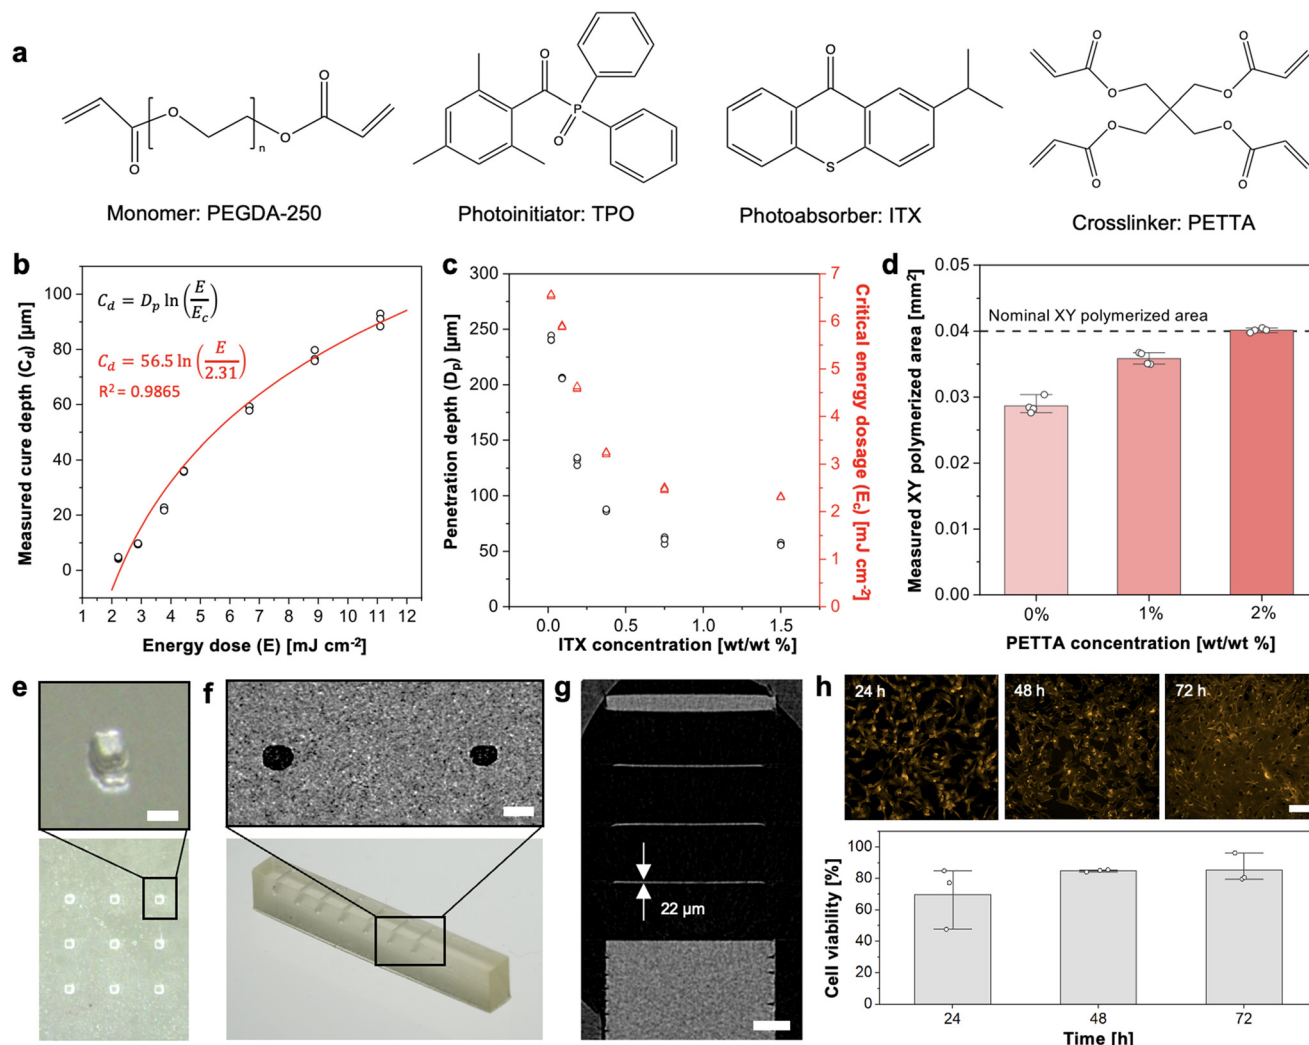 a
Monomer: PEGDA-250
Photoinitiator: TPO
Photoabsorber: ITX
Crosslinker: PETTA
O
O
O
O
n
O
P
O
O
S
O
O
O
O
O
O
O
O
b
Measured cure depth (C_d) [µm]
100
80
60
40
20
0
C_d = D_p ln(E/E_c)
C_d = 56.5 ln(E/2.31)
R² = 0.9865
1 2 3 4 5 6 7 8 9 10 11 12
Energy dose (E) [mJ cm⁻²]
c
Penetration depth (D_p) [µm]
300
250
200
150
100
50
0
0.0 0.5 1.0 1.5
ITX concentration [wt/wt %]
7
6
5
4
3
2
1
0
Critical energy dosage (E_c) [mJ cm⁻²]
d
Measured XY polymerized area [mm²]
0.05
0.04
0.03
0.04
0.01
0.00
Nominal XY polymerized area
0% 1% 2%
PETTA concentration [wt/wt %]
e
f
g
22 µm
h
24 h
48 h
72 h
Cell viability [%]
100
80
60
40
20
0
24 48 72
Time [h]